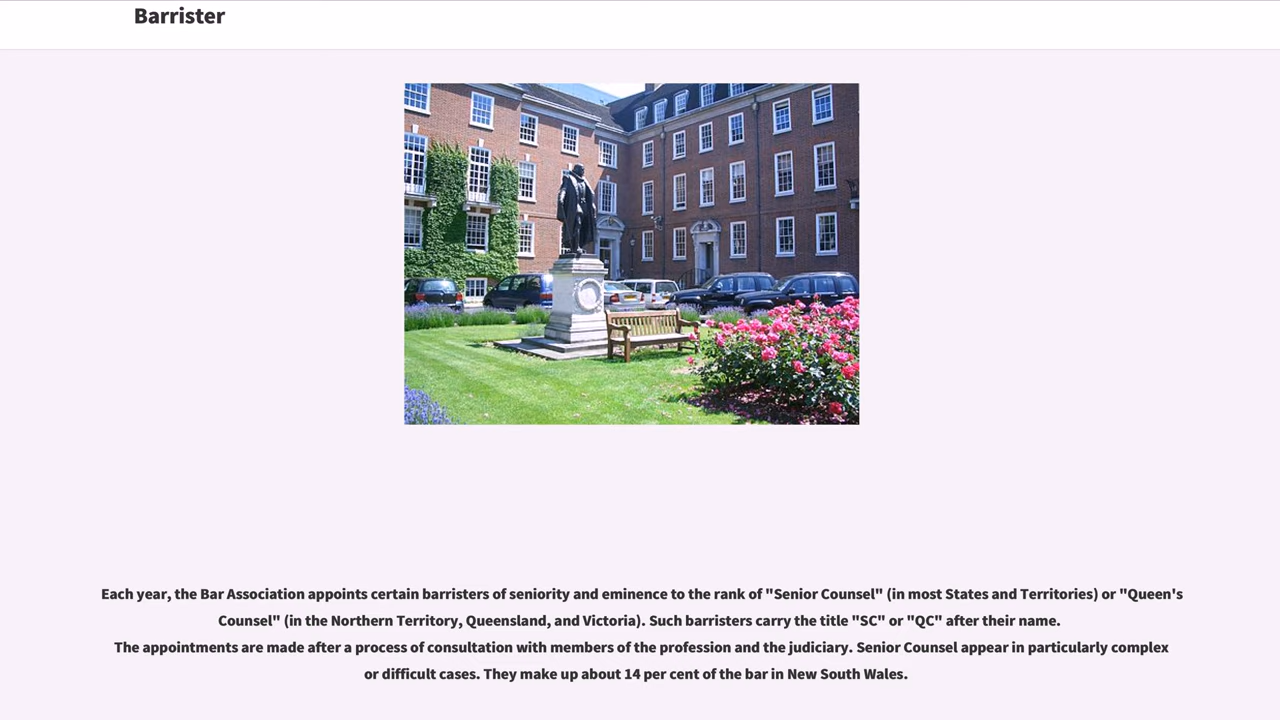 Barrister
Each year, the Bar Association appoints certain barristers of seniority and eminence to the rank of "Senior Counsel" (in most States and Territories) or "Queen's
Counsel" (in the Northern Territory, Queensland, and Victoria). Such barristers carry the title "SC" or "QC" after their name.
The appointments are made after a process of consultation with members of the profession and the judiciary. Senior Counsel appear in particularly complex
or difficult cases. They make up about 14 per cent of the bar in New South Wales.